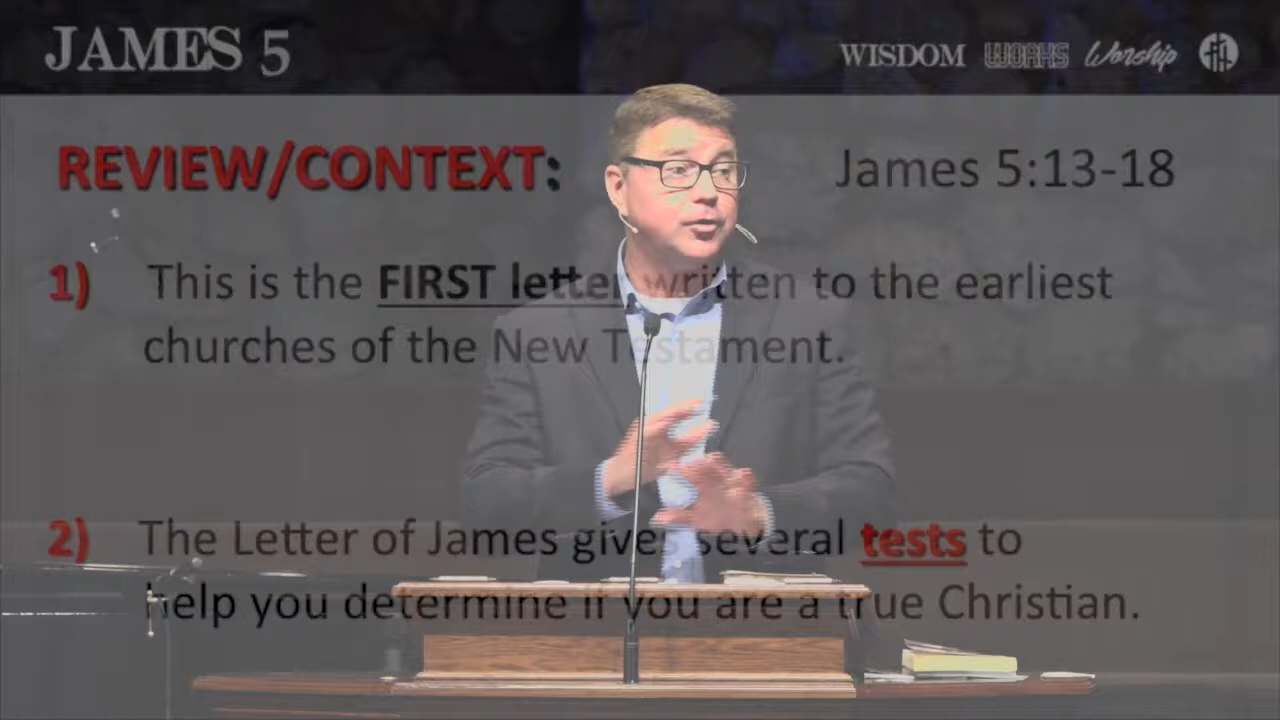 JAMES 5
WISDOM WORKS Worship
REVIEW/CONTEXT: James 5:13-18
1) This is the FIRST letter written to the earliest
churches of the New Testament.
2) The Letter of James gives several tests to
help you determine if you are a true Christian.